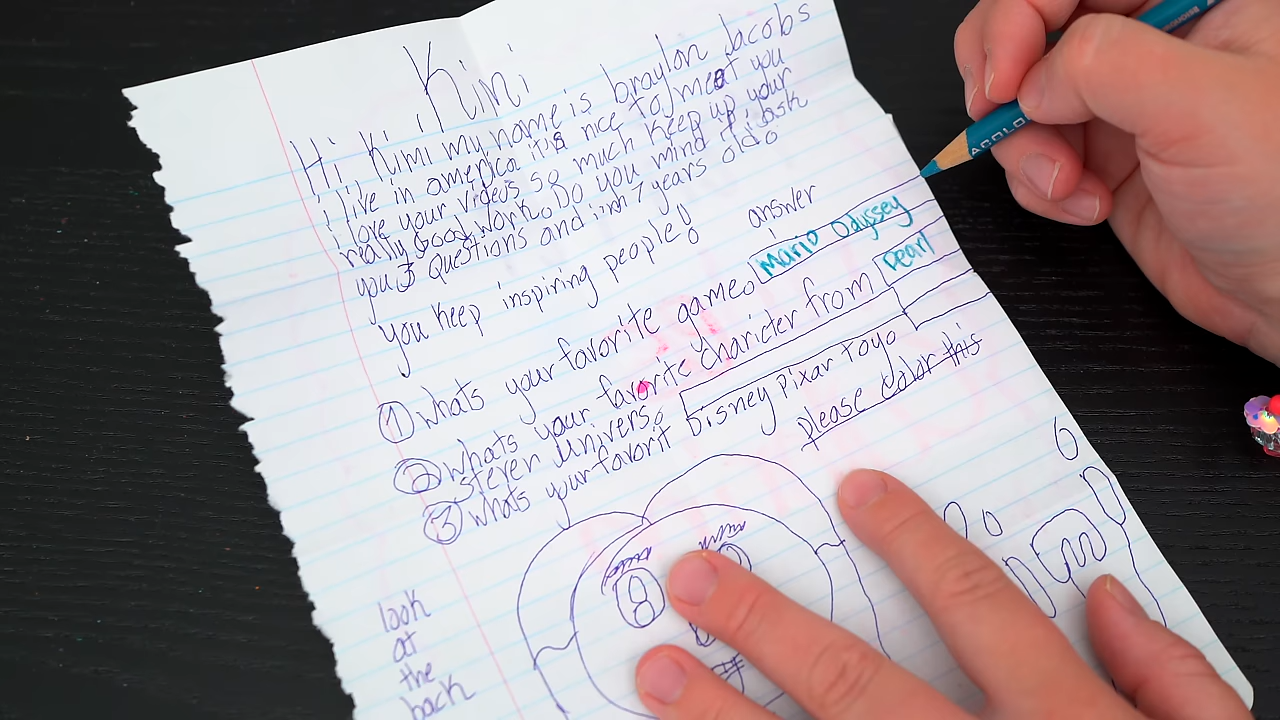 Kimi
Hi, Kimi my name is braylon Jacobs
i live in america it's nice to meet you
i love your videos so much keep up your
really good work. Do you mind if i ask
you 3 questions and im 7 years old.
You keep inspiring people!
answer
① whats your favorite game. Mario Odyssey
② whats your favorite charicter from Pearl
steven univers.
③ whats your favorit Disney pixar
please color this
look
at
the
back